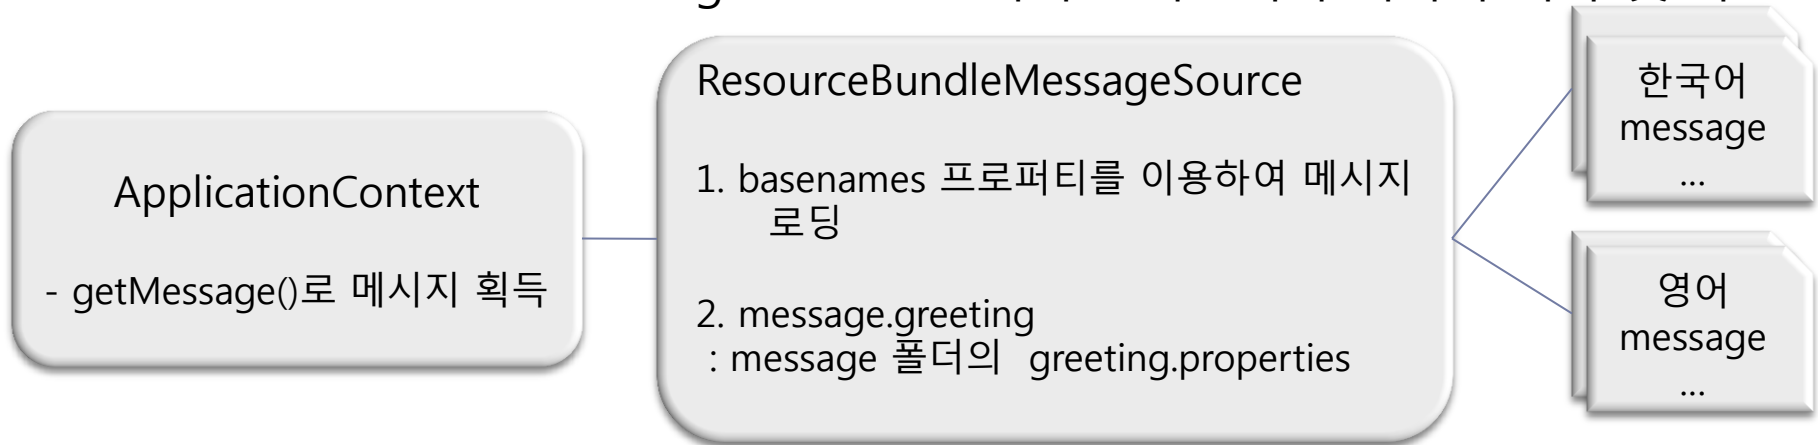 ApplicationContext
- getMessage()로 메시지 획득
ResourceBundleMessageSource
1. basenames 프로퍼티를 이용하여 메시지
로딩
2. message.greeting
: message 폴더의 greeting.properties
한국어
message
...
영어
message
...